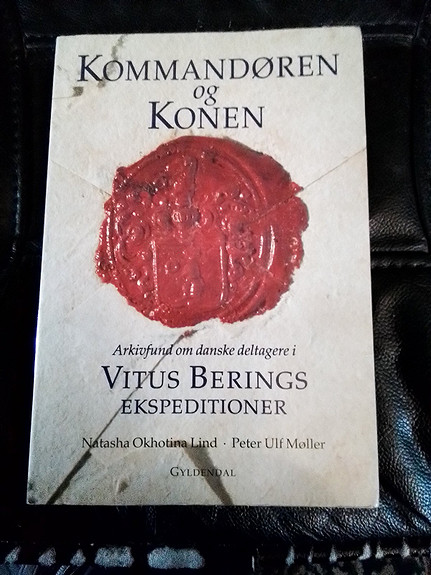 KOMMANDØREN
og
KONEN
Arkivfund om danske deltagere i
VITUS BERINGS
EKSPEDITIONER
Natasha Okhotina Lind · Peter Ulf Møller
GYLDENDAL